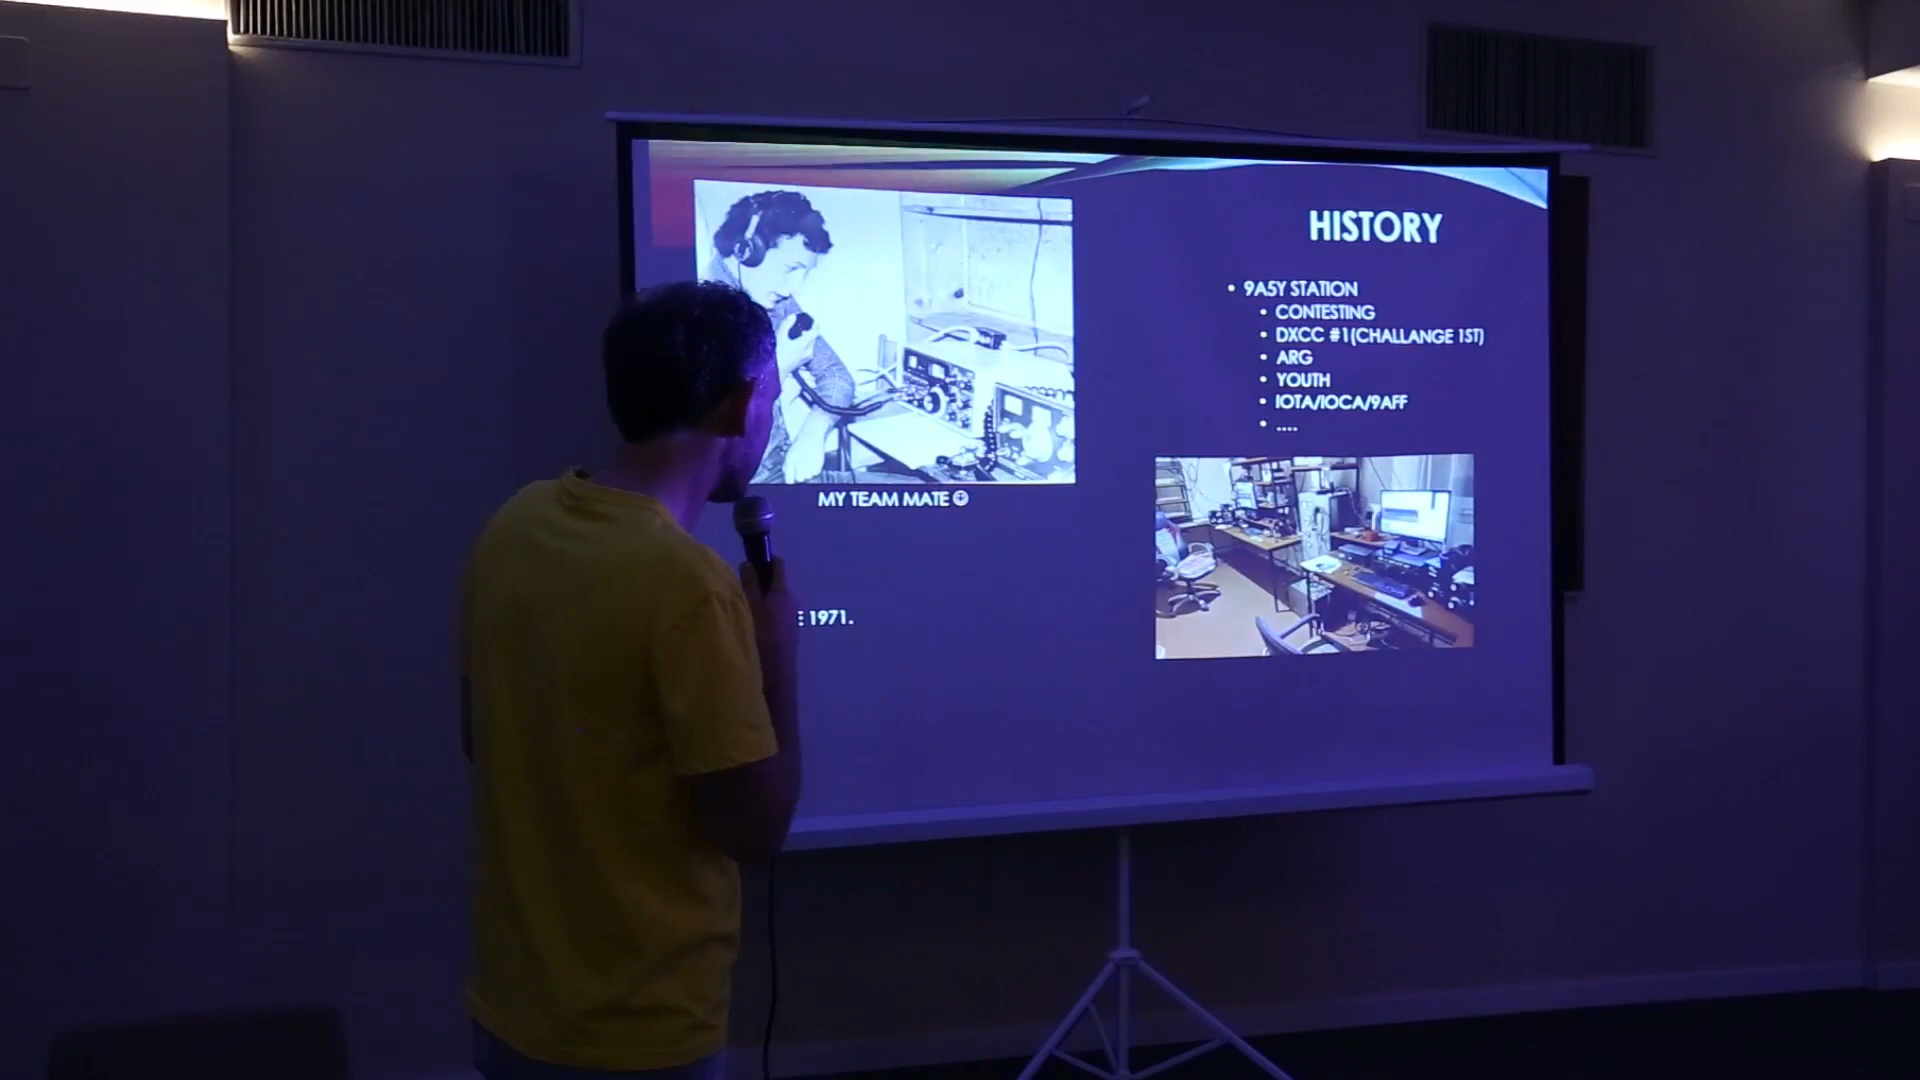 HISTORY
• 9A5Y STATION
• CONTESTING
• DXCC #1(CHALLANGE 1ST)
• ARG
• YOUTH
• IOTA/IOCA/9AFF
• ....
MY TEAM MATE ☺
1971.